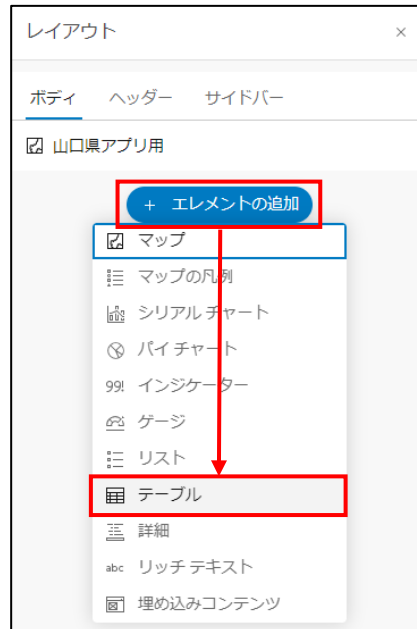 レイアウト ×
ボディ ヘッダー サイドバー
山口県アプリ用
+ エレメントの追加
マップ
マップの凡例
シリアル チャート
パイ チャート
99! インジケーター
ゲージ
リスト
テーブル
詳細
abc リッチ テキスト
埋め込みコンテンツ